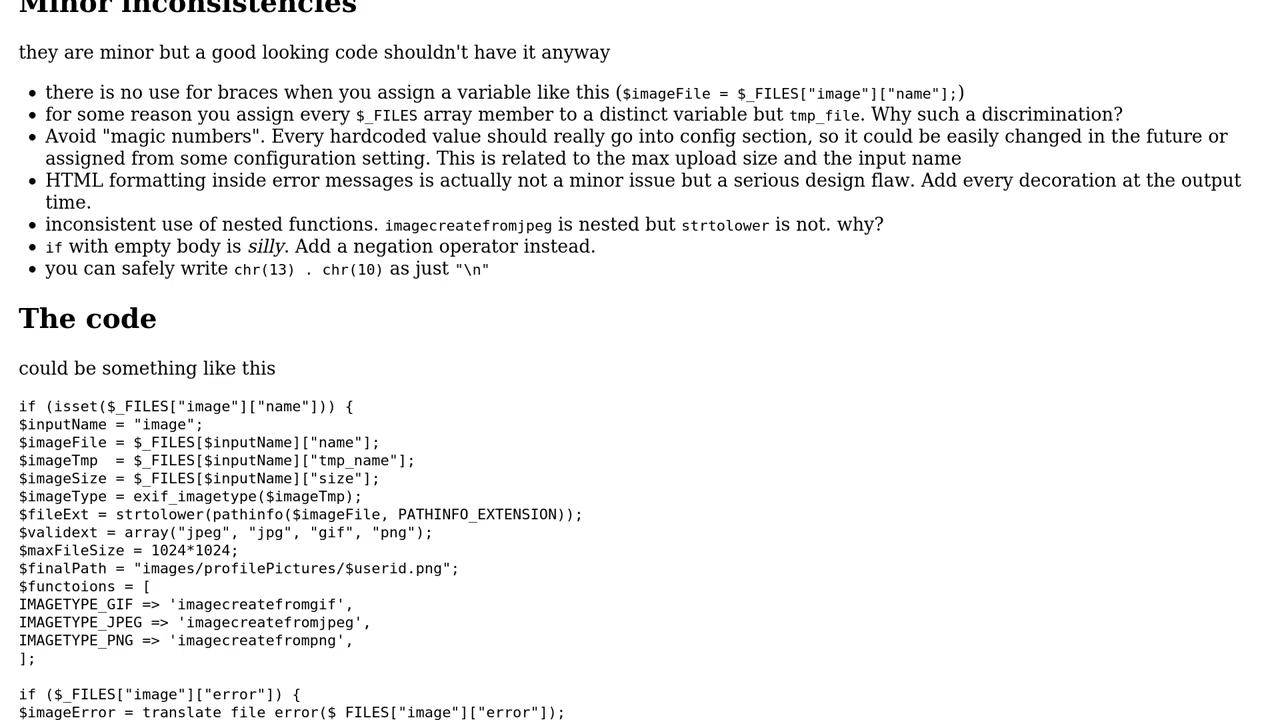 Minor inconsistencies
they are minor but a good looking code shouldn't have it anyway
• there is no use for braces when you assign a variable like this ($imageFile = $_FILES["image"]["name"];)
• for some reason you assign every $_FILES array member to a distinct variable but tmp_file. Why such a discrimination?
• Avoid "magic numbers". Every hardcoded value should really go into config section, so it could be easily changed in the future or
assigned from some configuration setting. This is related to the max upload size and the input name
• HTML formatting inside error messages is actually not a minor issue but a serious design flaw. Add every decoration at the output
time.
• inconsistent use of nested functions. imagecreatefromjpeg is nested but strtolower is not. why?
• if with empty body is silly. Add a negation operator instead.
• you can safely write chr(13) . chr(10) as just "\n"
The code
could be something like this
if (isset($_FILES["image"]["name"])) {
$inputName = "image";
$imageFile = $_FILES[$inputName]["name"];
$imageTmp  = $_FILES[$inputName]["tmp_name"];
$imageSize = $_FILES[$inputName]["size"];
$imageType = exif_imagetype($imageTmp);
$fileExt = strtolower(pathinfo($imageFile, PATHINFO_EXTENSION));
$validext = array("jpeg", "jpg", "gif", "png");
$maxFileSize = 1024*1024;
$finalPath = "images/profilePictures/$userid.png";
$functoions = [
IMAGETYPE_GIF => 'imagecreatefromgif',
IMAGETYPE_JPEG => 'imagecreatefromjpeg',
IMAGETYPE_PNG => 'imagecreatefrompng',
];
if ($_FILES["image"]["error"]) {
$imageError = translate_file_error($_FILES["image"]["error"]);